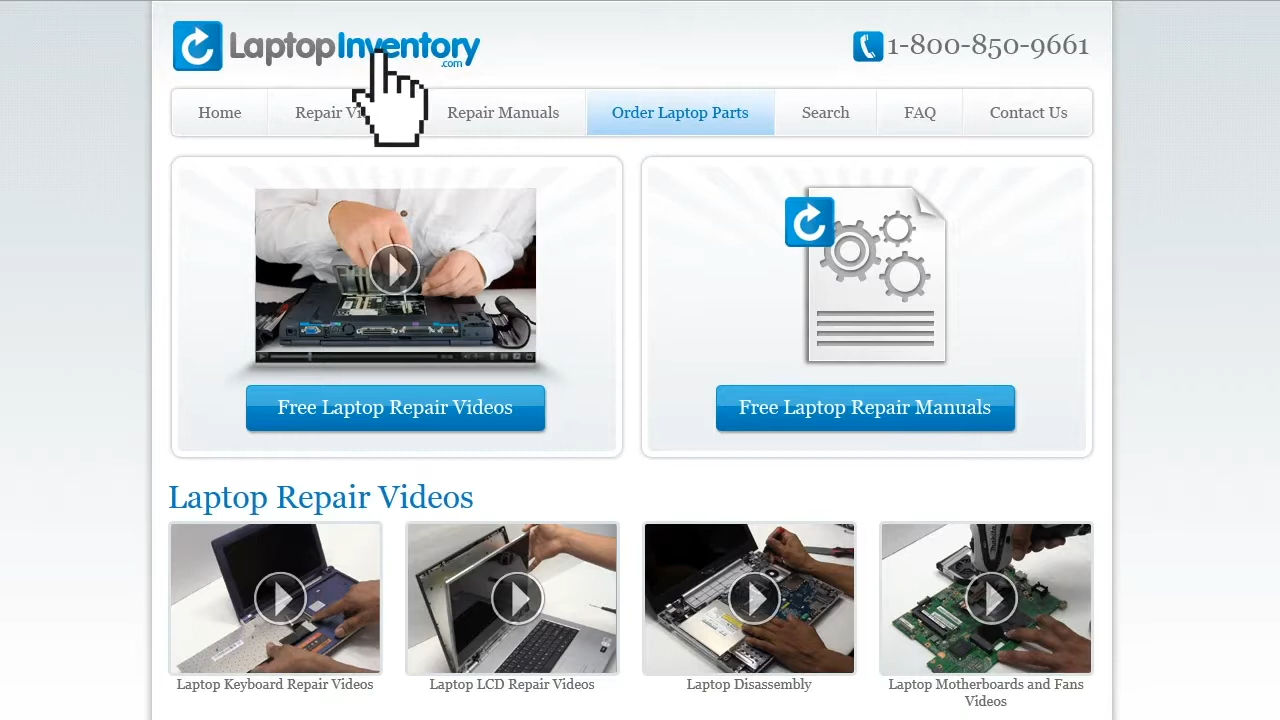 LaptopInventory
.com
1-800-850-9661
Home
Repair
Repair Manuals
Order Laptop Parts
Search
FAQ
Contact Us
Free Laptop Repair Videos
Free Laptop Repair Manuals
Laptop Repair Videos
Laptop Keyboard Repair Videos
Laptop LCD Repair Videos
Laptop Disassembly
Laptop Motherboards and Fans
Videos